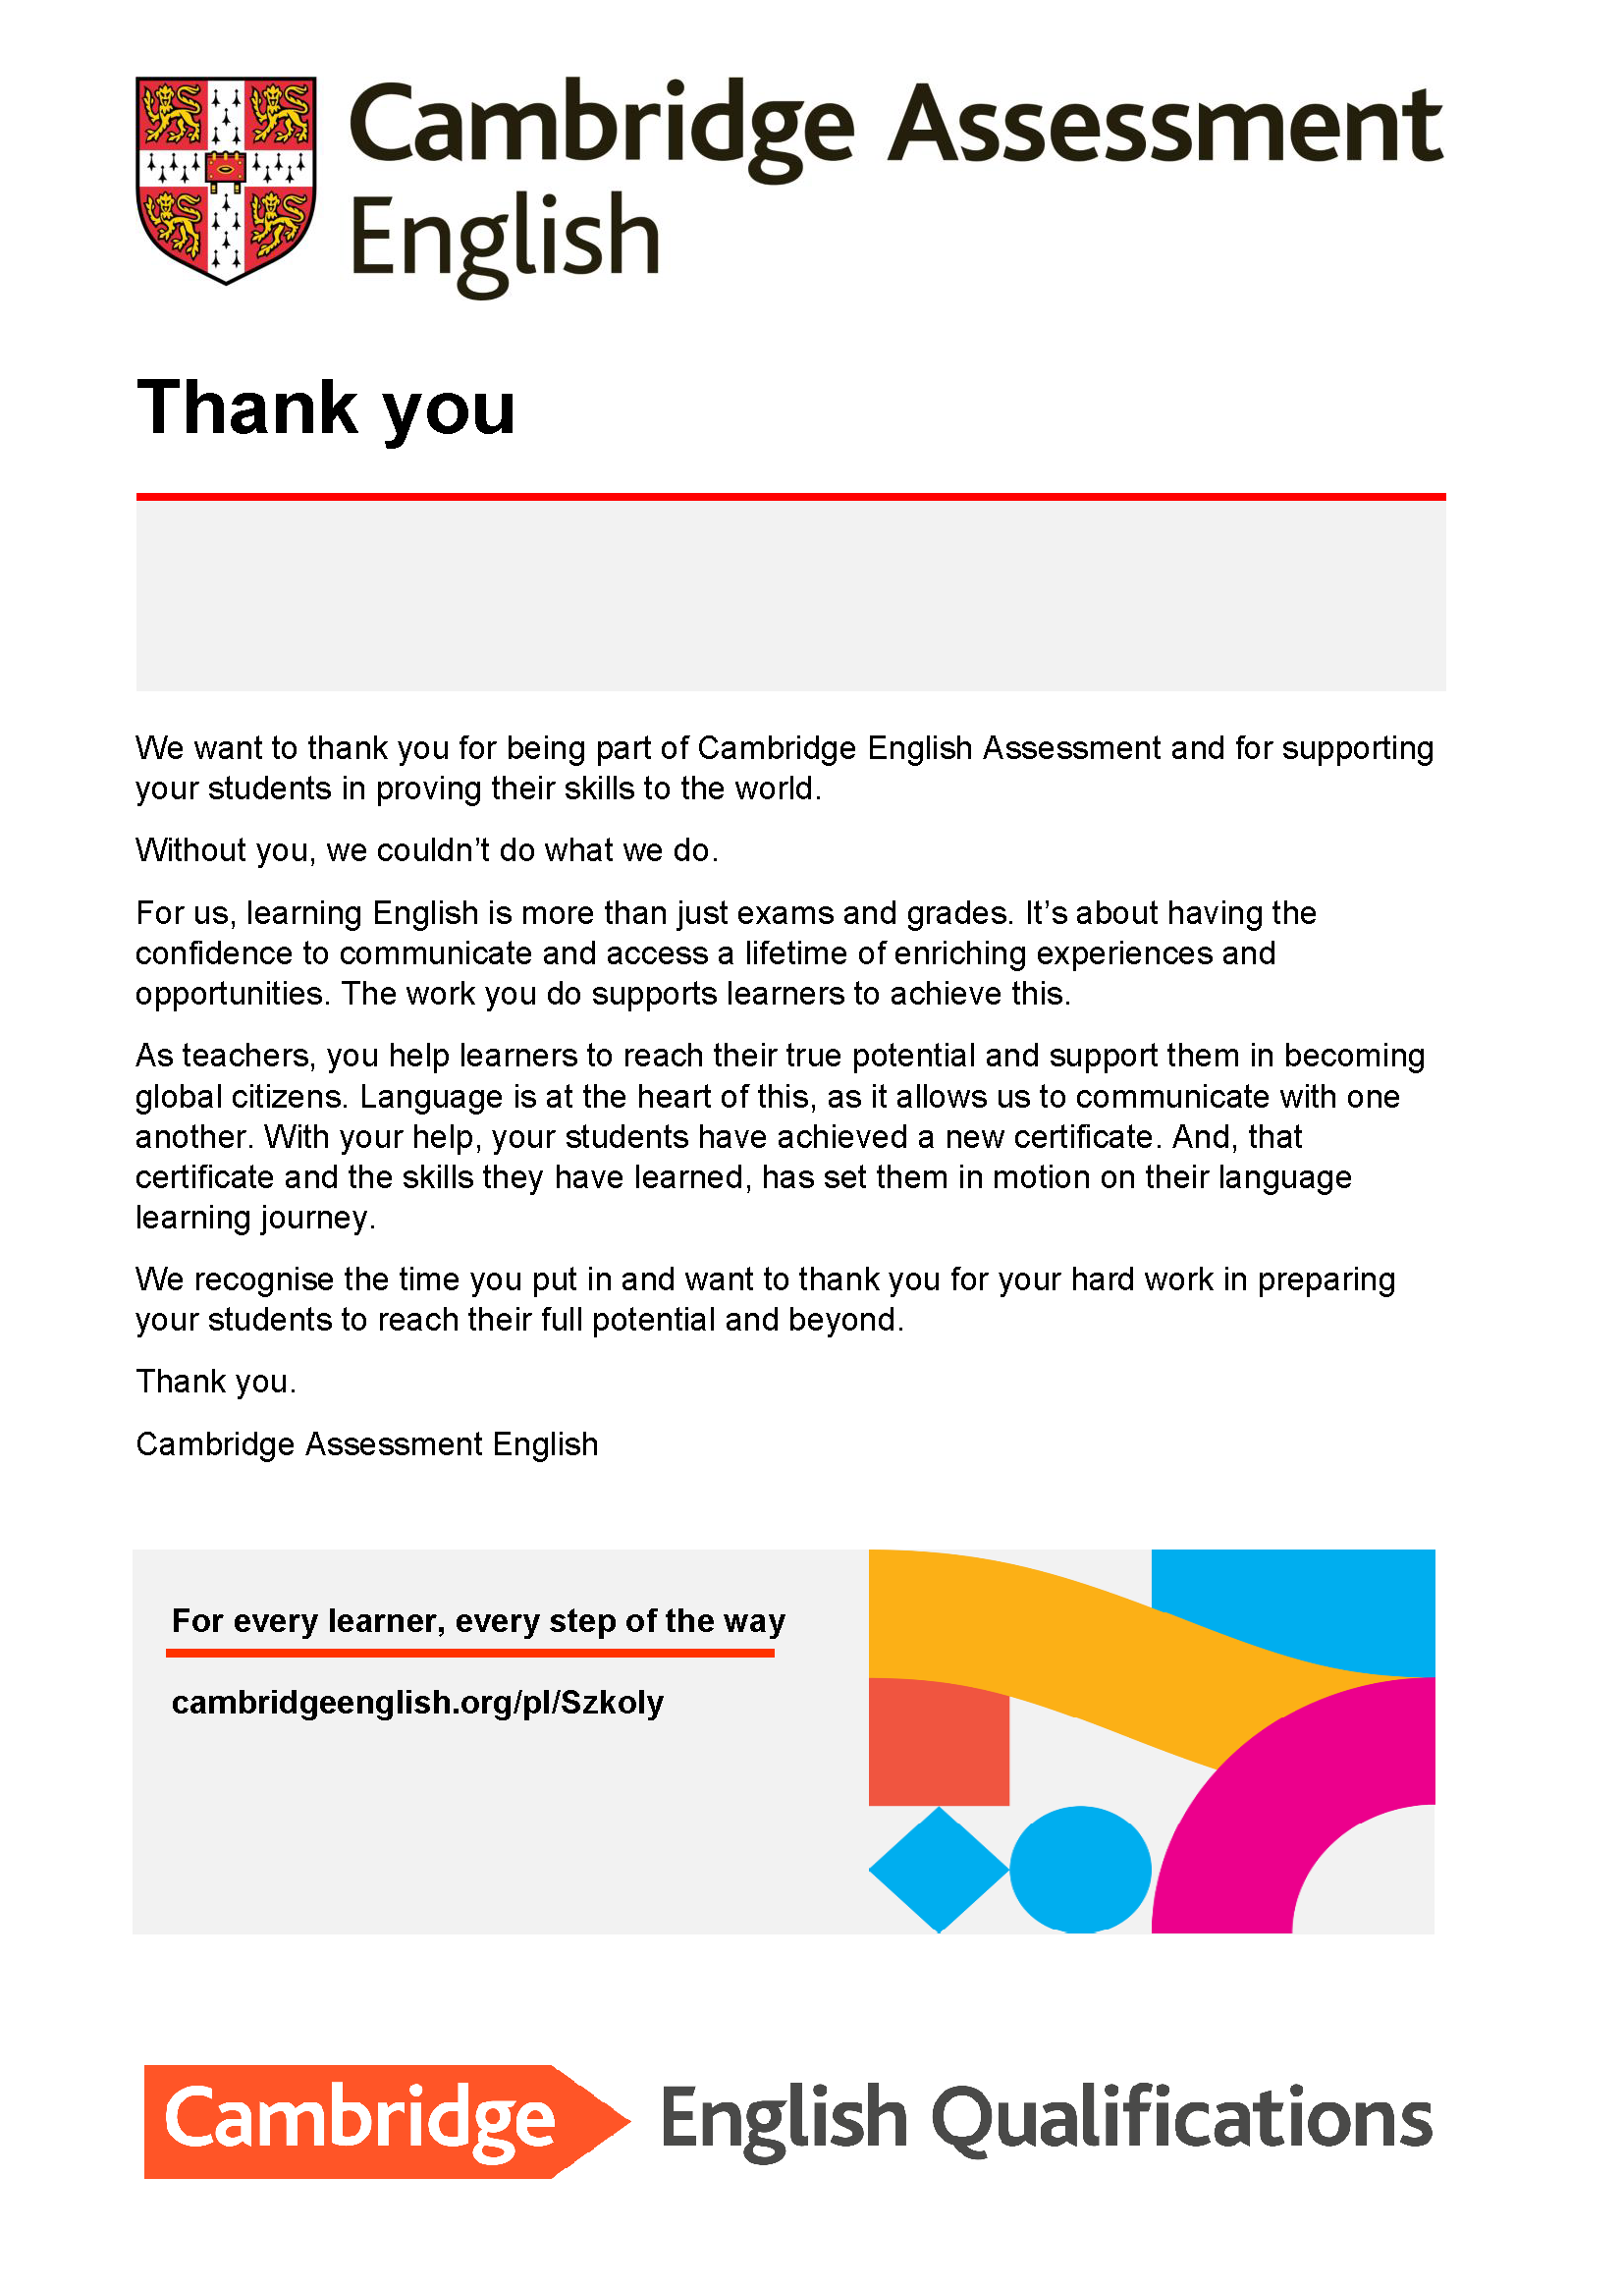 Cambridge Assessment
English
Thank you
We want to thank you for being part of Cambridge English Assessment and for supporting
your students in proving their skills to the world.
Without you, we couldn’t do what we do.
For us, learning English is more than just exams and grades. It’s about having the
confidence to communicate and access a lifetime of enriching experiences and
opportunities. The work you do supports learners to achieve this.
As teachers, you help learners to reach their true potential and support them in becoming
global citizens. Language is at the heart of this, as it allows us to communicate with one
another. With your help, your students have achieved a new certificate. And, that
certificate and the skills they have learned, has set them in motion on their language
learning journey.
We recognise the time you put in and want to thank you for your hard work in preparing
your students to reach their full potential and beyond.
Thank you.
Cambridge Assessment English
For every learner, every step of the way
cambridgeenglish.org/pl/Szkoly
Cambridge English Qualifications